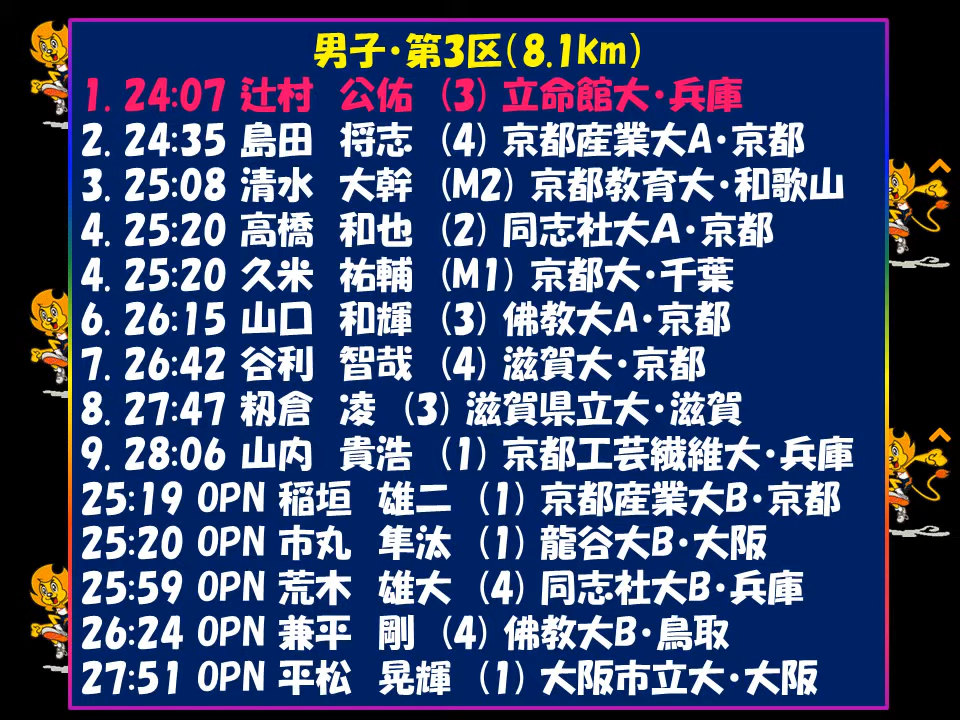 男子・第3区(8.1km)
1. 24:07 辻村 公佑 (3) 立命館大・兵庫
2. 24:35 島田 将志 (4) 京都産業大A・京都
3. 25:08 清水 大幹 (M2) 京都教育大・和歌山
4. 25:20 高橋 和也 (2) 同志社大A・京都
4. 25:20 久米 祐輔 (M1) 京都大・千葉
6. 26:15 山口 和輝 (3) 佛教大A・京都
7. 26:42 谷利 智哉 (4) 滋賀大・京都
8. 27:47 籾倉 凌 (3) 滋賀県立大・滋賀
9. 28:06 山内 貴浩 (1) 京都工芸繊維大・兵庫
25:19 OPN 稲垣 雄二 (1) 京都産業大B・京都
25:20 OPN 市丸 隼汰 (1) 龍谷大B・大阪
25:59 OPN 荒木 雄大 (4) 同志社大B・兵庫
26:24 OPN 兼平 剛 (4) 佛教大B・鳥取
27:51 OPN 平松 晃輝 (1) 大阪市立大・大阪